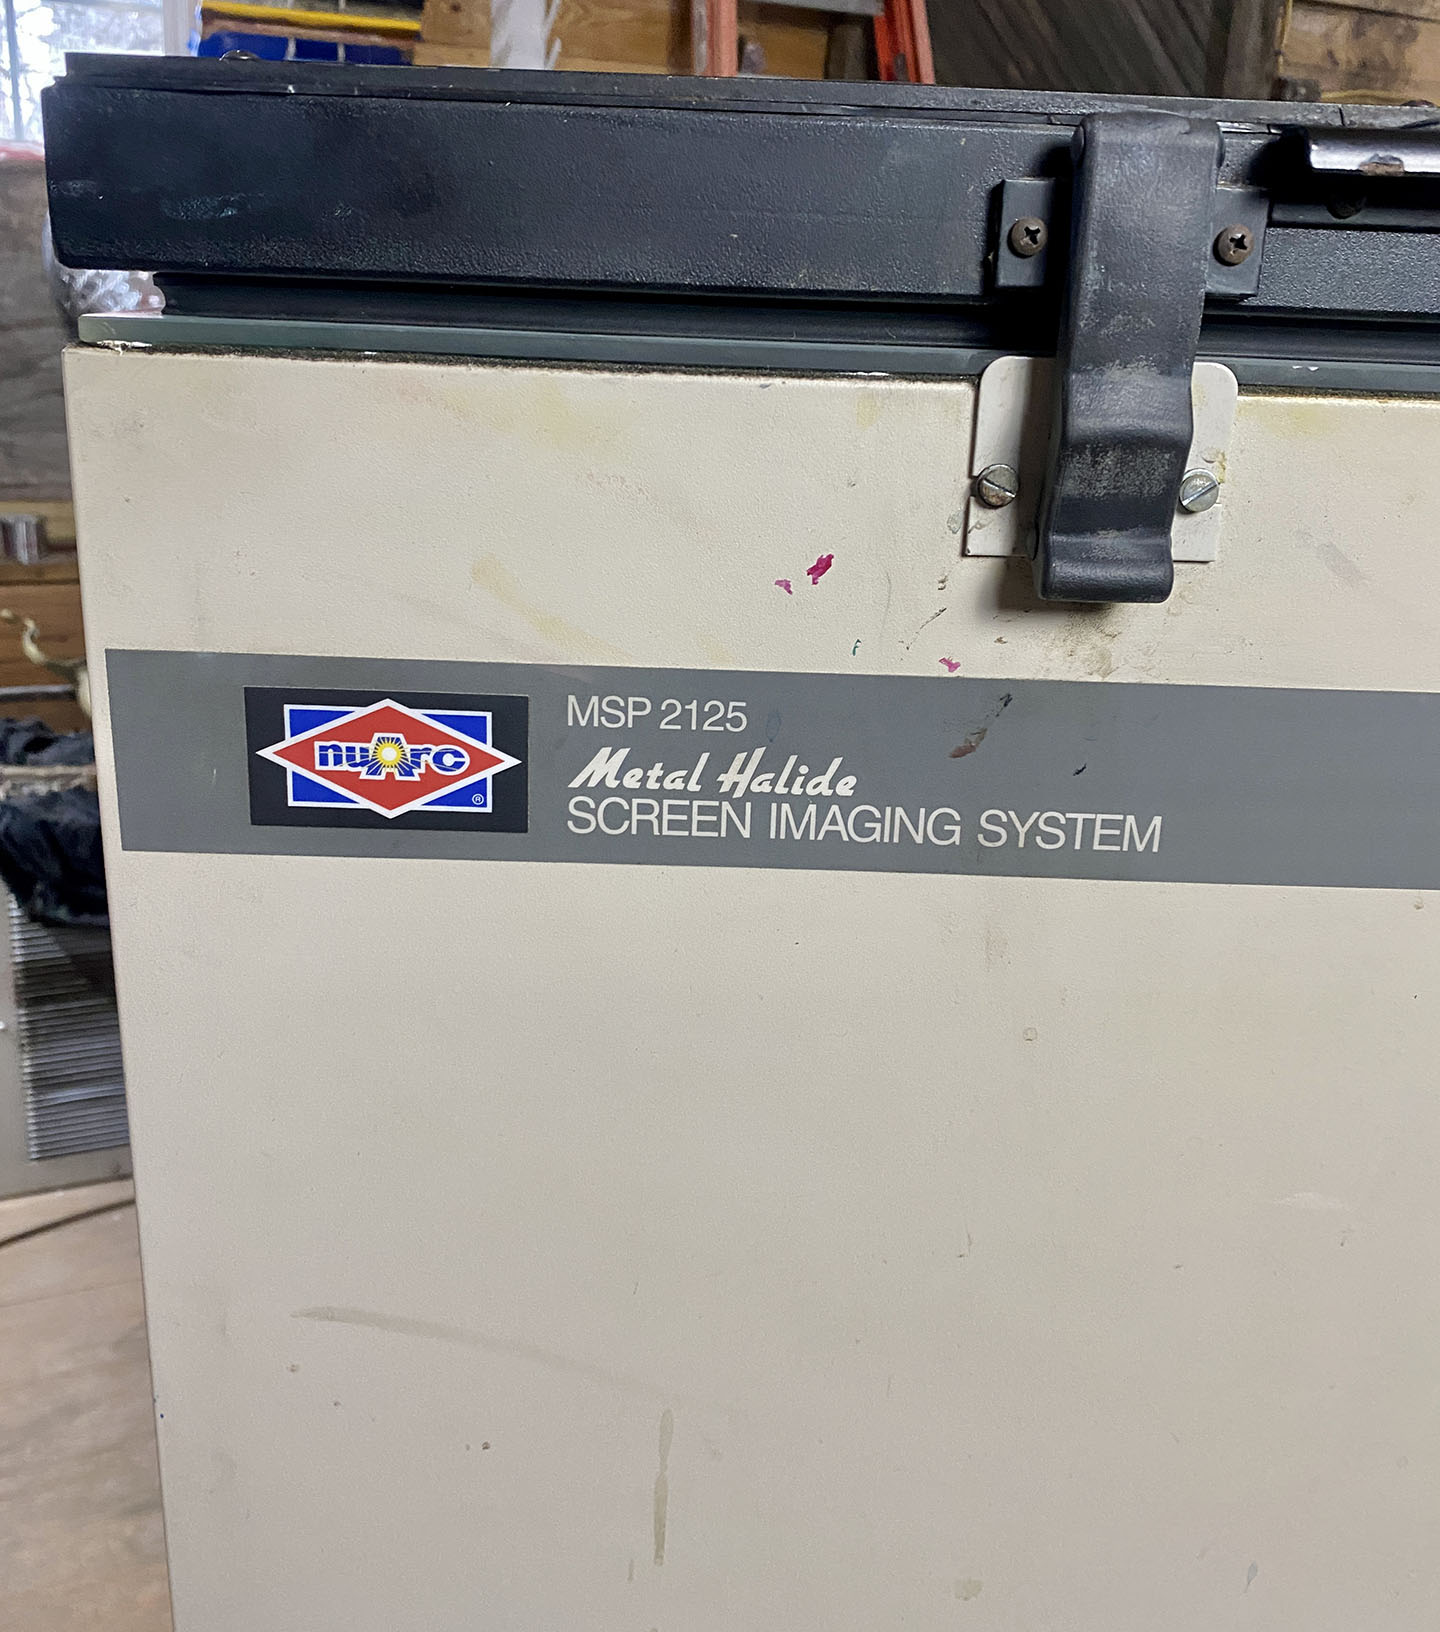 nuArc
®
MSP 2125
Metal Halide
SCREEN IMAGING SYSTEM